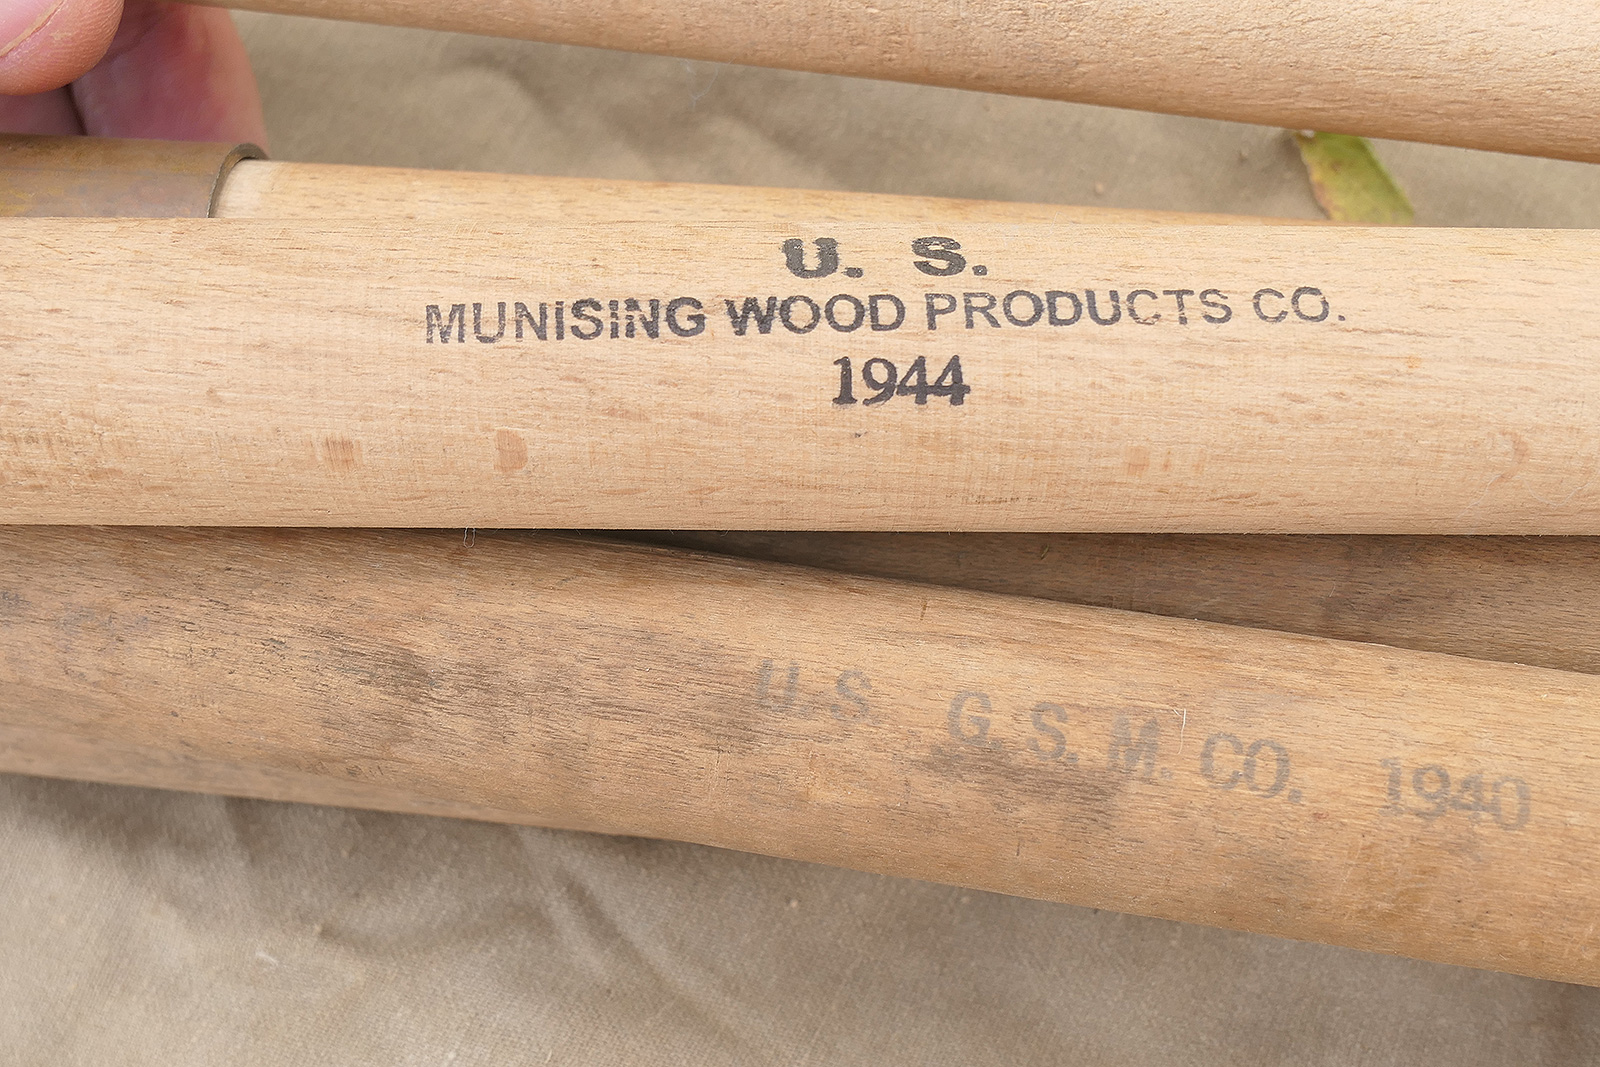 U. S.
MUNISING WOOD PRODUCTS CO.
1944
U.S. G.S.M.CO. 1940